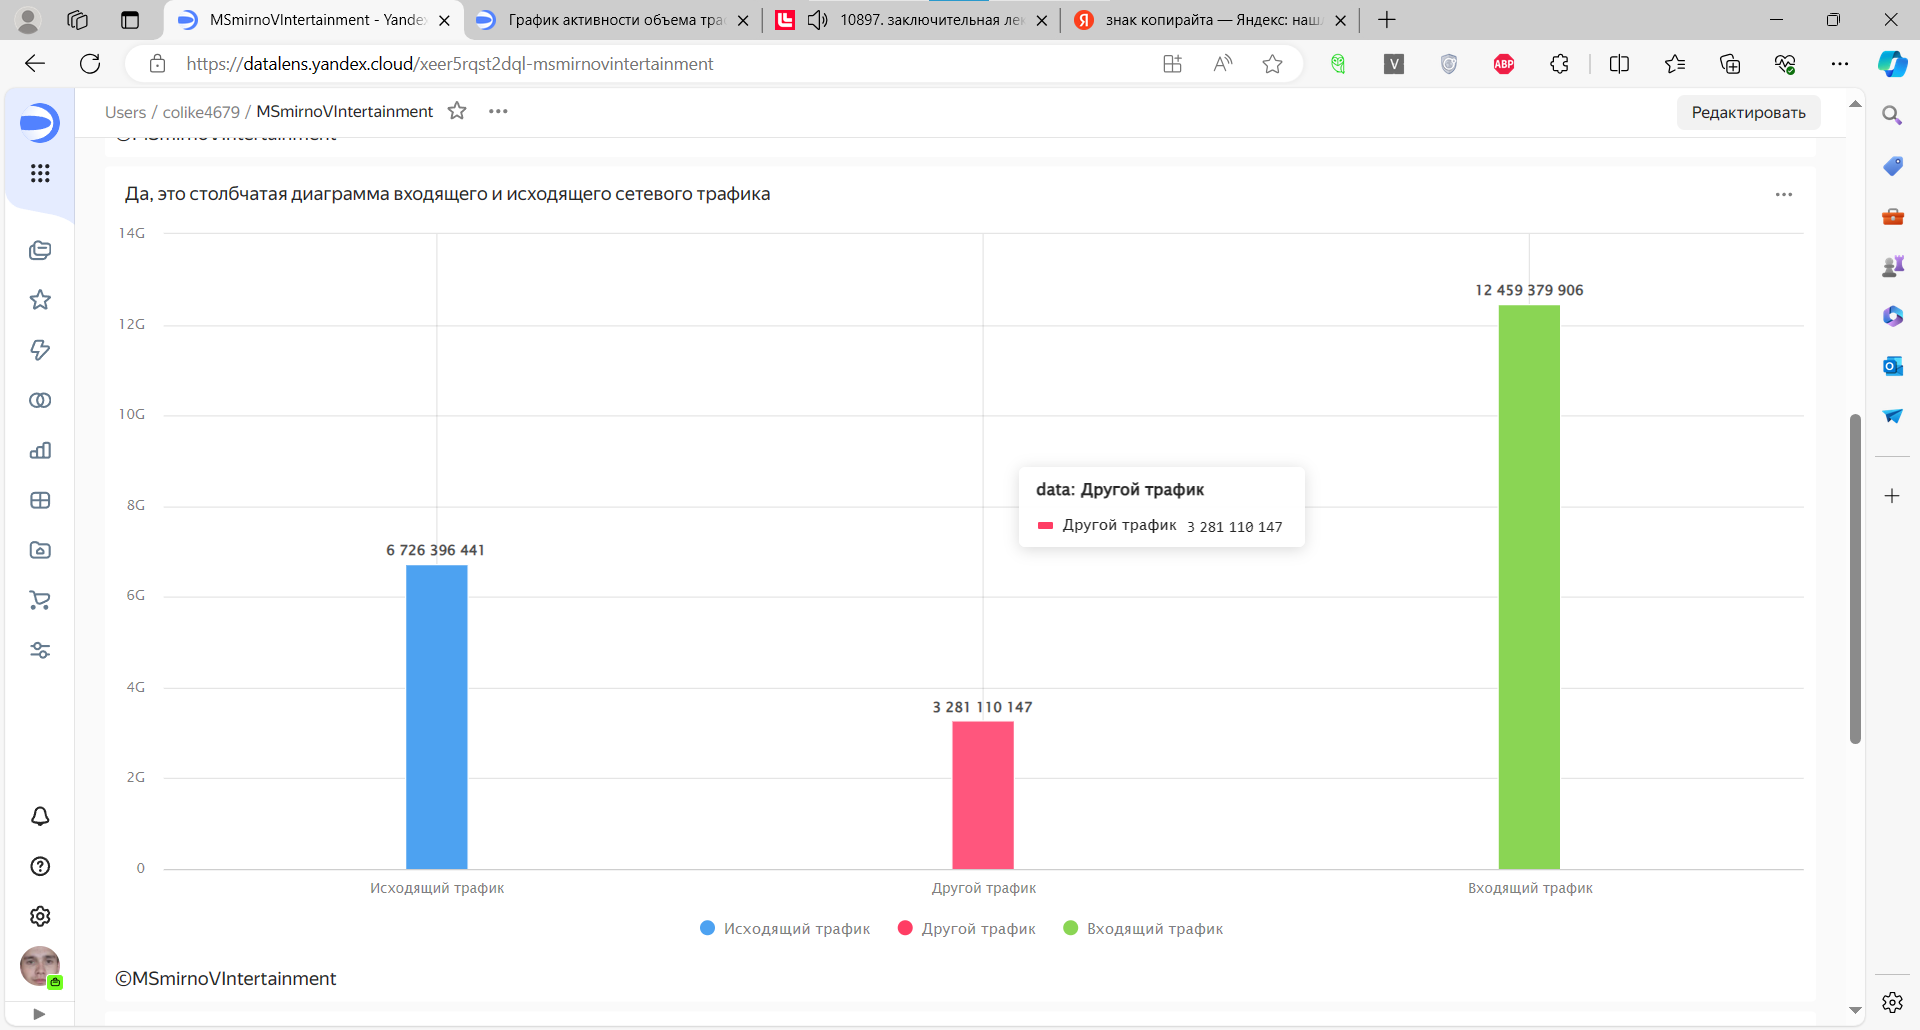 MSmirnoVIntertainment - Yandex
График активности объема тра
10897. заключительная ле
знак копирайта — Яндекс: наш
https://datalens.yandex.cloud/xeer5rqst2dql-msmirnovintertainment
V
ABP
Users / colike4679 / MSmirnoVIntertainment
Редактировать
©MSmirnoVIntertainment
Да, это столбчатая диаграмма входящего и исходящего сетевого трафика
14G
12 459 379 906
12G
10G
data: Другой трафик
Другой трафик 3 281 110 147
8G
6 726 396 441
6G
4G
3 281 110 147
2G
0
Исходящий трафик
Другой трафик
Входящий трафик
Исходящий трафик
Другой трафик
Входящий трафик
©MSmirnoVIntertainment